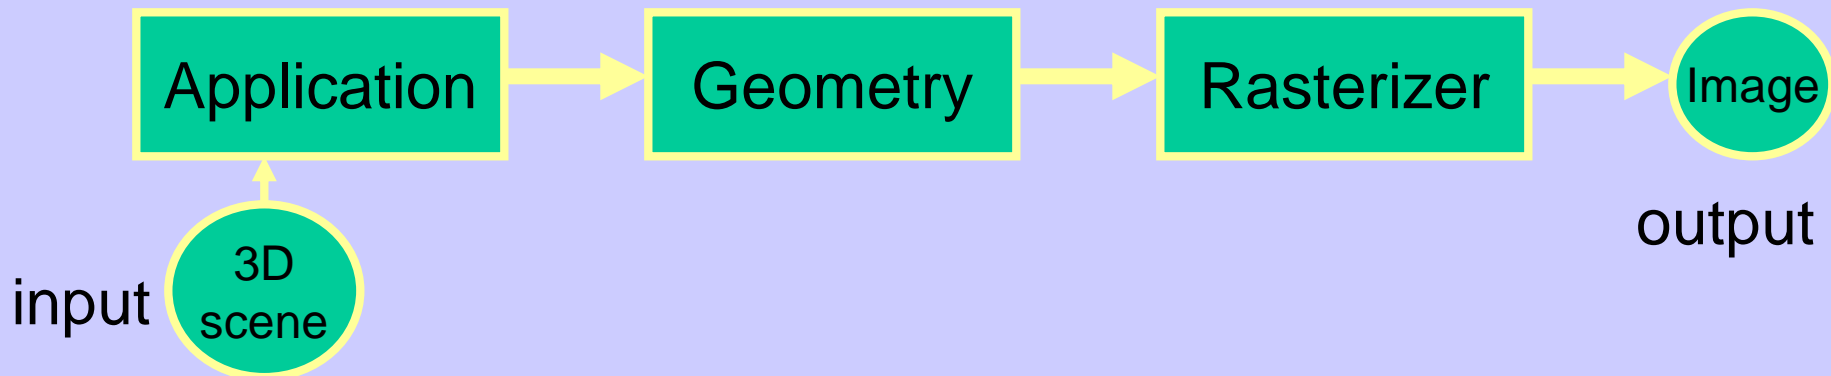 Application
Geometry
Rasterizer
Image
output
input
3D
scene